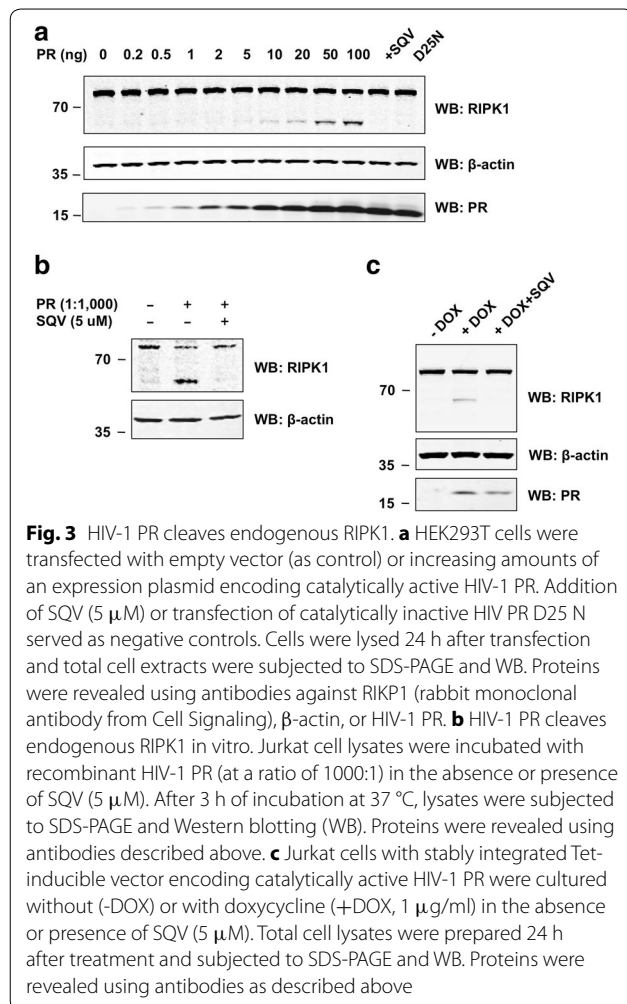 a
PR (ng) 0 0.2 0.5 1 2 5 10 20 50 100 +SQV D25N
70 –
WB: RIPK1
35 –
WB: β-actin
15 –
WB: PR
b
PR (1:1,000) – + +
SQV (5 uM) – – +
70 –
WB: RIPK1
35 –
WB: β-actin
c
- DOX + DOX + DOX+SQV
70 –
WB: RIPK1
35 –
WB: β-actin
15 –
WB: PR
Fig. 3 HIV-1 PR cleaves endogenous RIPK1. a HEK293T cells were
transfected with empty vector (as control) or increasing amounts of
an expression plasmid encoding catalytically active HIV-1 PR. Addition
of SQV (5 μM) or transfection of catalytically inactive HIV PR D25 N
served as negative controls. Cells were lysed 24 h after transfection
and total cell extracts were subjected to SDS-PAGE and WB. Proteins
were revealed using antibodies against RIKP1 (rabbit monoclonal
antibody from Cell Signaling), β-actin, or HIV-1 PR. b HIV-1 PR cleaves
endogenous RIPK1 in vitro. Jurkat cell lysates were incubated with
recombinant HIV-1 PR (at a ratio of 1000:1) in the absence or presence
of SQV (5 μM). After 3 h of incubation at 37 °C, lysates were subjected
to SDS-PAGE and Western blotting (WB). Proteins were revealed using
antibodies described above. c Jurkat cells with stably integrated Tet-
inducible vector encoding catalytically active HIV-1 PR were cultured
without (-DOX) or with doxycycline (+DOX, 1 μg/ml) in the absence
or presence of SQV (5 μM). Total cell lysates were prepared 24 h
after treatment and subjected to SDS-PAGE and WB. Proteins were
revealed using antibodies as described above